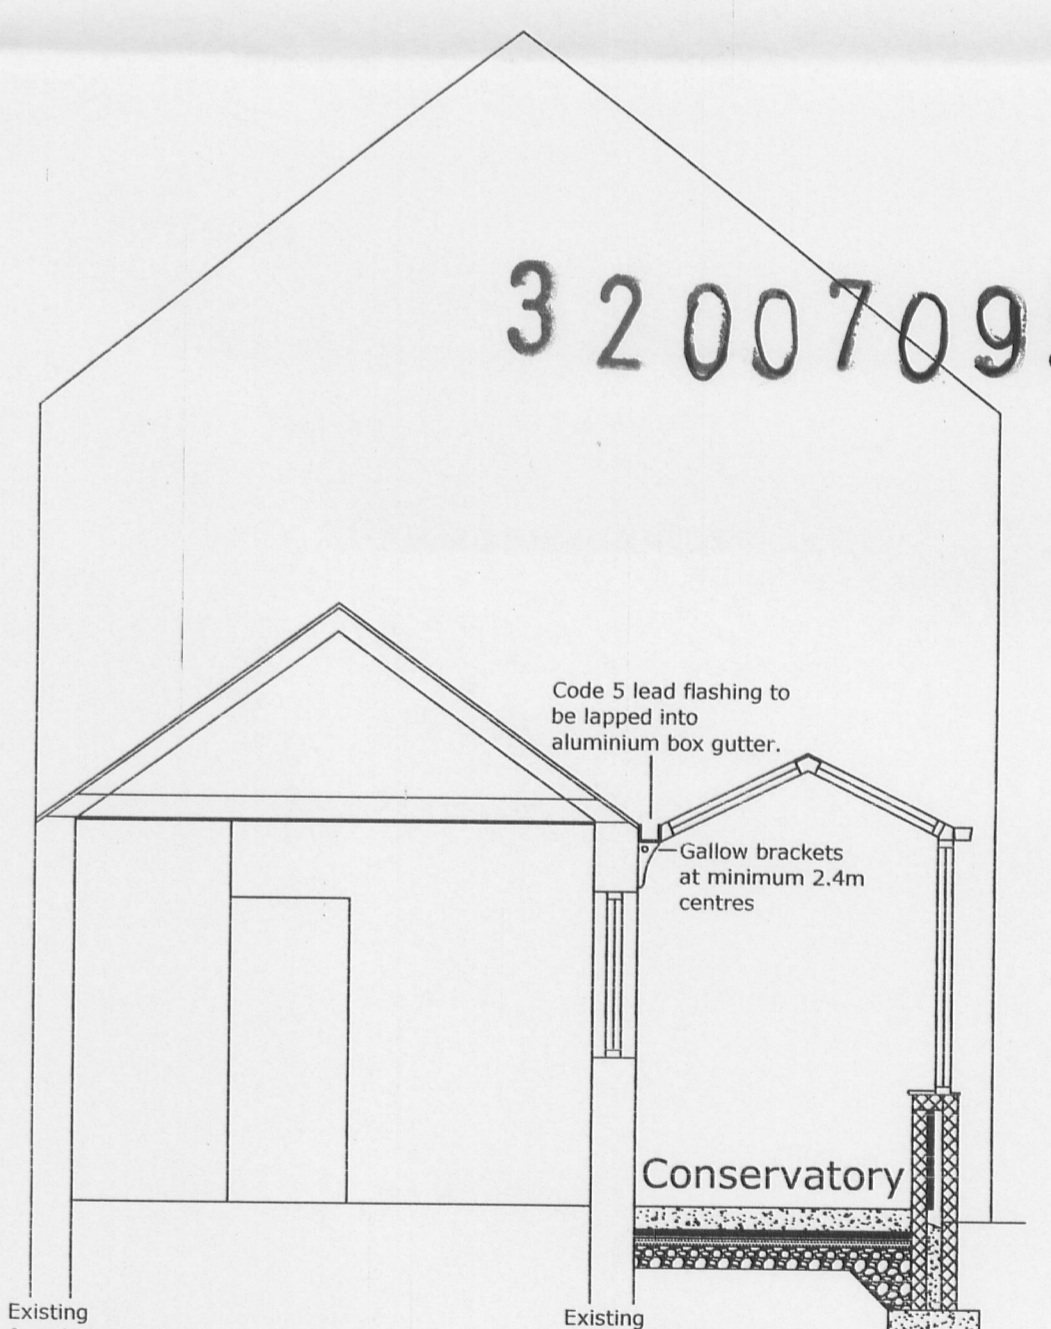 3200709
Code 5 lead flashing to
be lapped into
aluminium box gutter.
Gallow brackets
at minimum 2.4m
centres
Conservatory
Existing
Existing